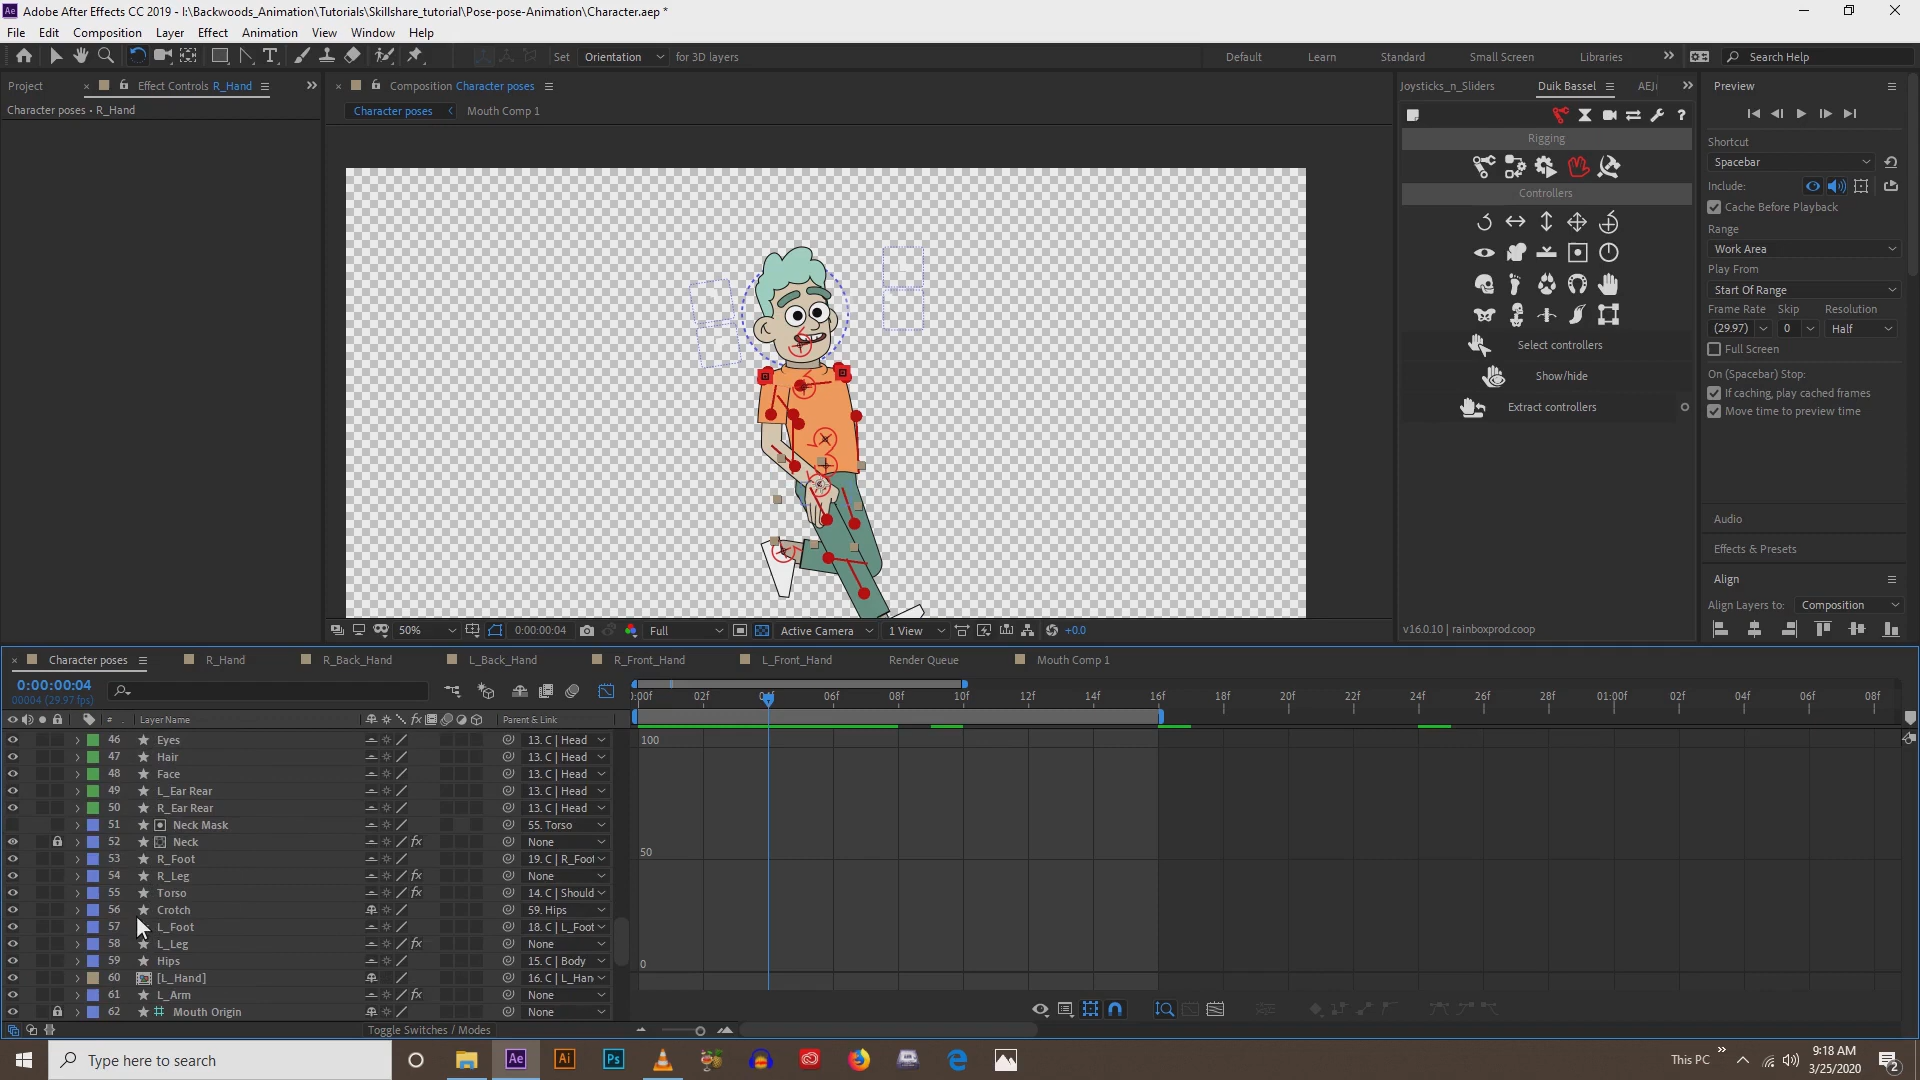 Adobe After Effects CC 2019 - I:\Backwoods_Animation\Tutorials\Skillshare_tutorial\Pose-pose-Animation\Character.aep *
File Edit Composition Layer Effect Animation View Window Help
Set Orientation for 3D layers
Default Learn Standard Small Screen Libraries
Search Help
Project Effect Controls R_Hand
Character poses • R_Hand
Composition Character poses
Character poses Mouth Comp 1
50% 0:00:00:04 Full Active Camera 1 View +0.0
Joysticks_n_Sliders Duik Bassel
Rigging
Controllers
Select controllers
Show/hide
Extract controllers
v16.0.10 | rainboxprod.coop
Preview
Shortcut
Spacebar
Include:
Cache Before Playback
Range
Work Area
Play From
Start Of Range
Frame Rate Skip Resolution
(29.97) 0 Half
Full Screen
On (Spacebar) Stop:
If caching, play cached frames
Move time to preview time
Audio
Effects & Presets
Align
Align Layers to: Composition
Character poses R_Hand R_Back_Hand L_Back_Hand R_Front_Hand L_Front_Hand Render Queue Mouth Comp 1
0:00:00:04
00004 (29.97 fps)
:00f 02f 04f 06f 08f 10f 12f 14f 16f 18f 20f 22f 24f 26f 28f 01:00f 02f 04f 06f 08f
# Layer Name fx Parent & Link
46 Eyes 13. C | Head
47 Hair 13. C | Head
48 Face 13. C | Head
49 L_Ear Rear 13. C | Head
50 R_Ear Rear 13. C | Head
51 Neck Mask 55. Torso
52 Neck fx None
53 R_Foot 19. C | R_Foot
54 R_Leg fx None
55 Torso fx 14. C | Should
56 Crotch 59. Hips
57 L_Foot 18. C | L_Foot
58 L_Leg fx None
59 Hips 15. C | Body
60 [L_Hand] 16. C | L_Han
61 L_Arm fx None
62 Mouth Origin None
100
50
0
Toggle Switches / Modes
Type here to search
Ae Ai Ps
This PC
9:18 AM
3/25/2020
2